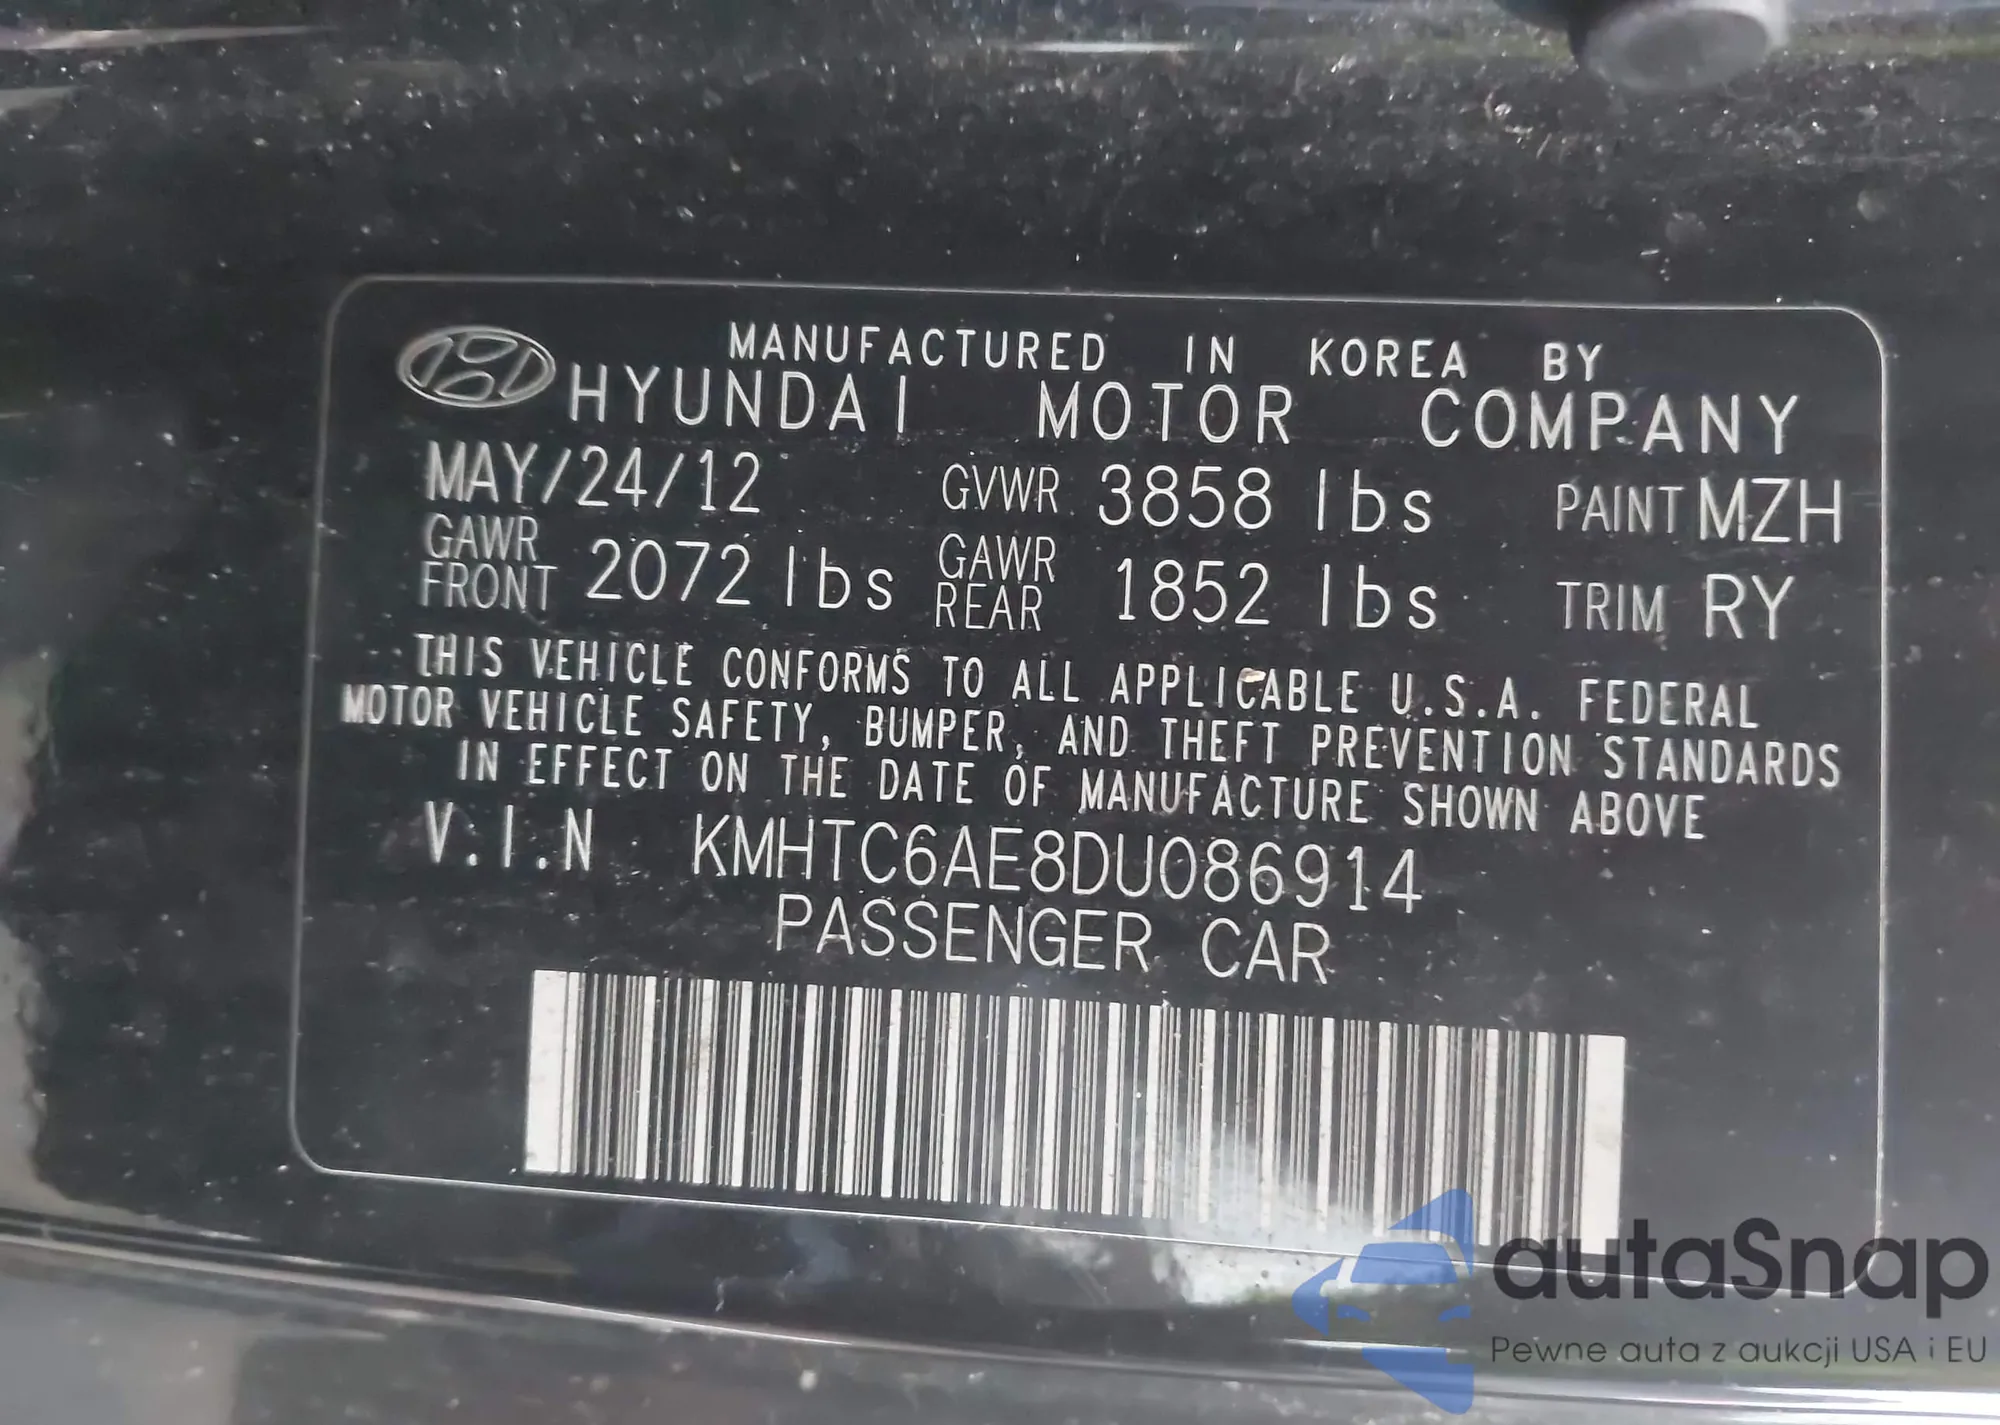 MANUFACTURED IN KOREA BY
HYUNDAI MOTOR COMPANY
MAY/24/12 GVWR 3858 lbs PAINT MZH
GAWR FRONT 2072 lbs GAWR REAR 1852 lbs TRIM RY
THIS VEHICLE CONFORMS TO ALL APPLICABLE U.S.A. FEDERAL
MOTOR VEHICLE SAFETY, BUMPER, AND THEFT PREVENTION STANDARDS
IN EFFECT ON THE DATE OF MANUFACTURE SHOWN ABOVE
V.I.N KMHTC6AE8DU086914
PASSENGER CAR
autaSnap
Pewne auta z aukcji USA i EU